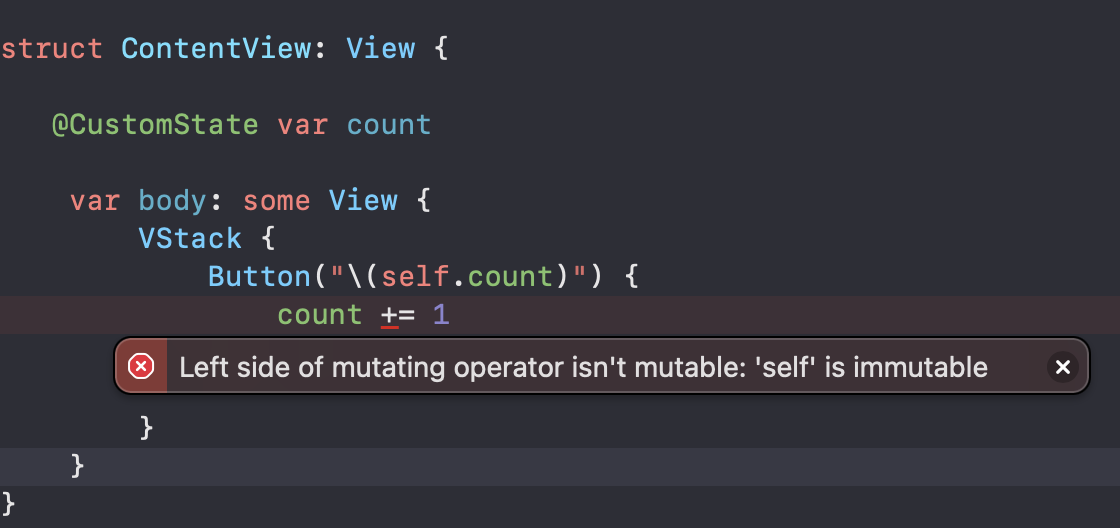 struct ContentView: View {
@CustomState var count
var body: some View {
VStack {
Button("\(self.count)") {
count += 1
Left side of mutating operator isn't mutable: 'self' is immutable
}
}
}